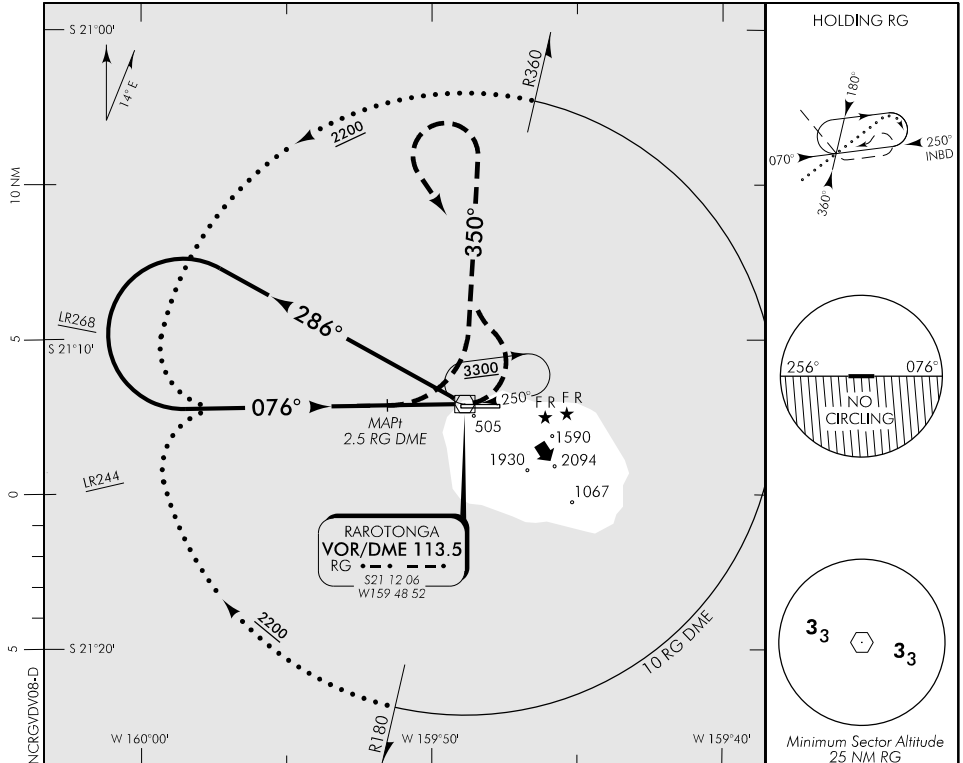 S 21°00'
14° E
R360
2200
10 NM
350°
286°
LR268
5
S 21°10'
3300
076°
250°
MAPt
2.5 RG DME
F R
F R
505
1590
1930
2094
1067
LR244
0
RAROTONGA
VOR/DME 113.5
RG
S21 12 06
W159 48 52
2200
5
S 21°20'
10 RG DME
R180
NCRGVDV08-D
W 160°00'
W 159°50'
W 159°40'
HOLDING RG
180°
070°
250°
INBD
360°
256°
076°
NO
CIRCLING
33
33
Minimum Sector Altitude
25 NM RG